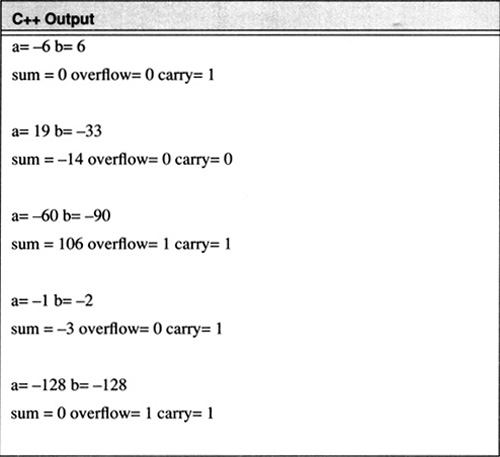 C++ Output
a= –6 b= 6
sum = 0 overflow= 0 carry= 1
a= 19 b= –33
sum = –14 overflow= 0 carry= 0
a= –60 b= –90
sum = 106 overflow= 1 carry= 1
a= –1 b= –2
sum = –3 overflow= 0 carry= 1
a= –128 b= –128
sum = 0 overflow= 1 carry= 1